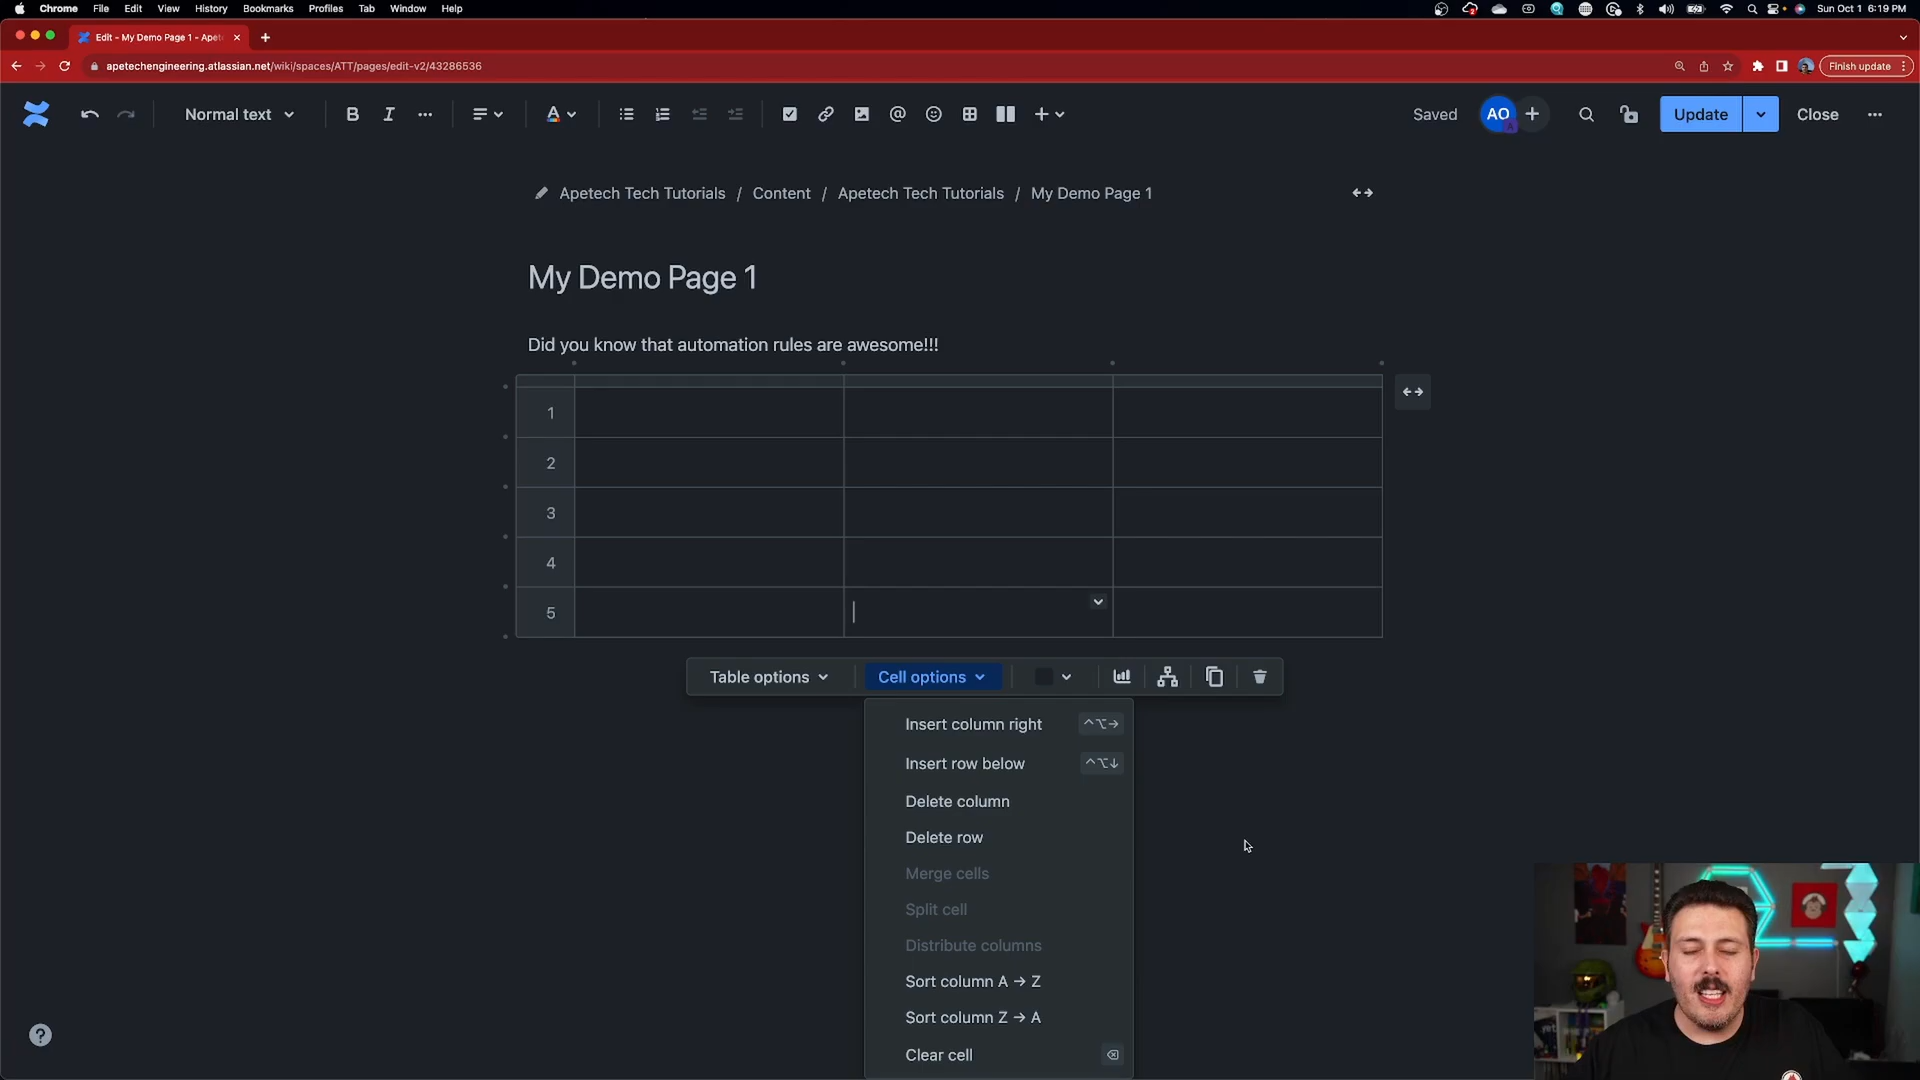 Chrome File Edit View History Bookmarks Profiles Tab Window Help Sun Oct 1 6:19 PM
Edit - My Demo Page 1 - Apet
apetechengineering.atlassian.net/wiki/spaces/ATT/pages/edit-v2/43286536 Finish update
Normal text B I A Saved AO Update Close
Apetech Tech Tutorials / Content / Apetech Tech Tutorials / My Demo Page 1
My Demo Page 1
Did you know that automation rules are awesome!!!
1
2
3
4
5
Table options Cell options
Insert column right ⌃⌥→
Insert row below ⌃⌥↓
Delete column
Delete row
Merge cells
Split cell
Distribute columns
Sort column A → Z
Sort column Z → A
Clear cell